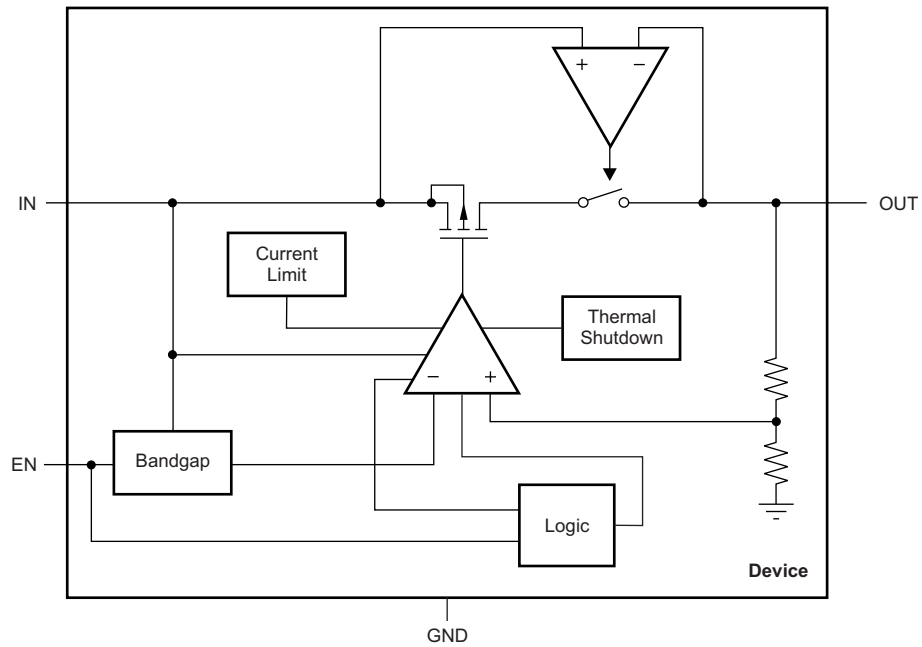 + −
IN
OUT
Current
Limit
Thermal
Shutdown
− +
EN
Bandgap
Logic
Device
GND